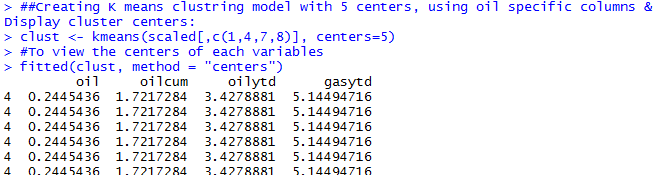 > ##Creating K means clustring model with 5 centers, using oil specific columns &
Display cluster centers:
> clust <- kmeans(scaled[,c(1,4,7,8)], centers=5)
> #To view the centers of each variables
> fitted(clust, method = "centers")
oil oilcum oilytd gasytd
4 0.2445436 1.7217284 3.4278881 5.14494716
4 0.2445436 1.7217284 3.4278881 5.14494716
4 0.2445436 1.7217284 3.4278881 5.14494716
4 0.2445436 1.7217284 3.4278881 5.14494716
4 0.2445436 1.7217284 3.4278881 5.14494716